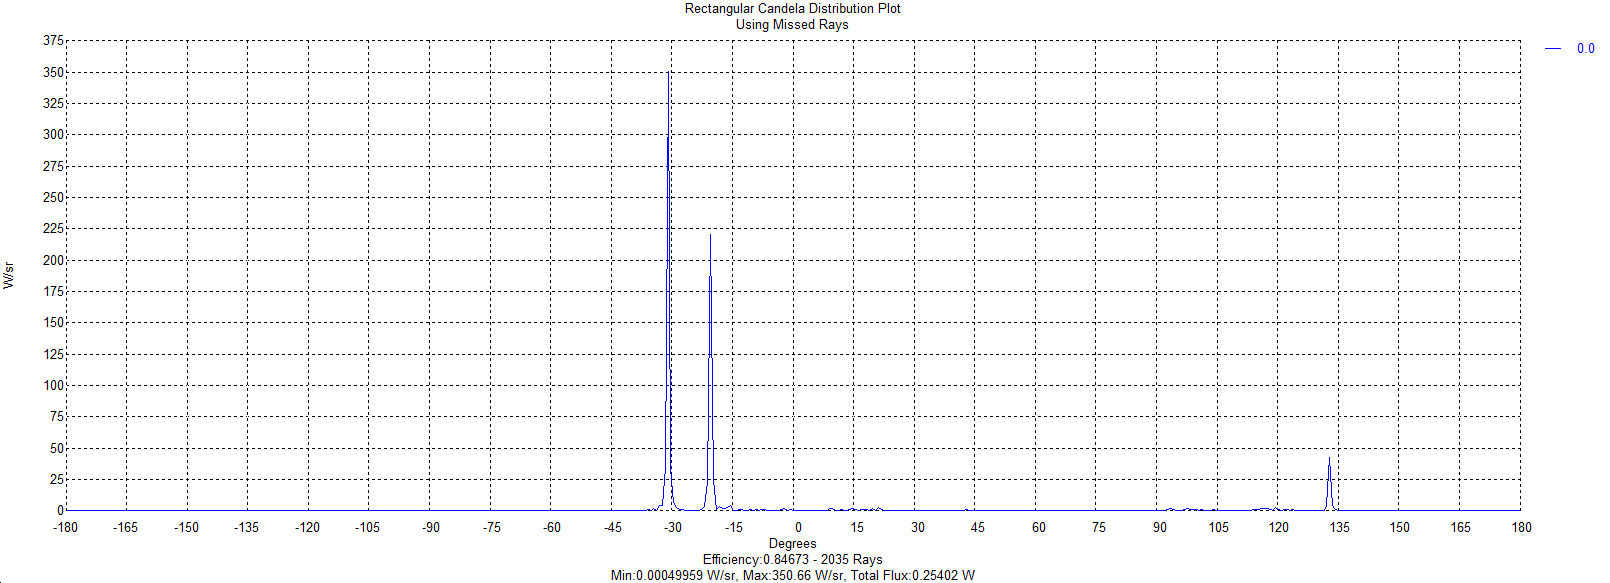 Rectangular Candela Distribution Plot
Using Missed Rays
375
350
325
300
275
250
225
200
175
150
125
100
75
50
25
0
W/sr
-180 -165 -150 -135 -120 -105 -90 -75 -60 -45 -30 -15 0 15 30 45 60 75 90 105 120 135 150 165 180
Degrees
Efficiency:0.84673 - 2035 Rays
Min:0.00049959 W/sr, Max:350.66 W/sr, Total Flux:0.25402 W
0.0